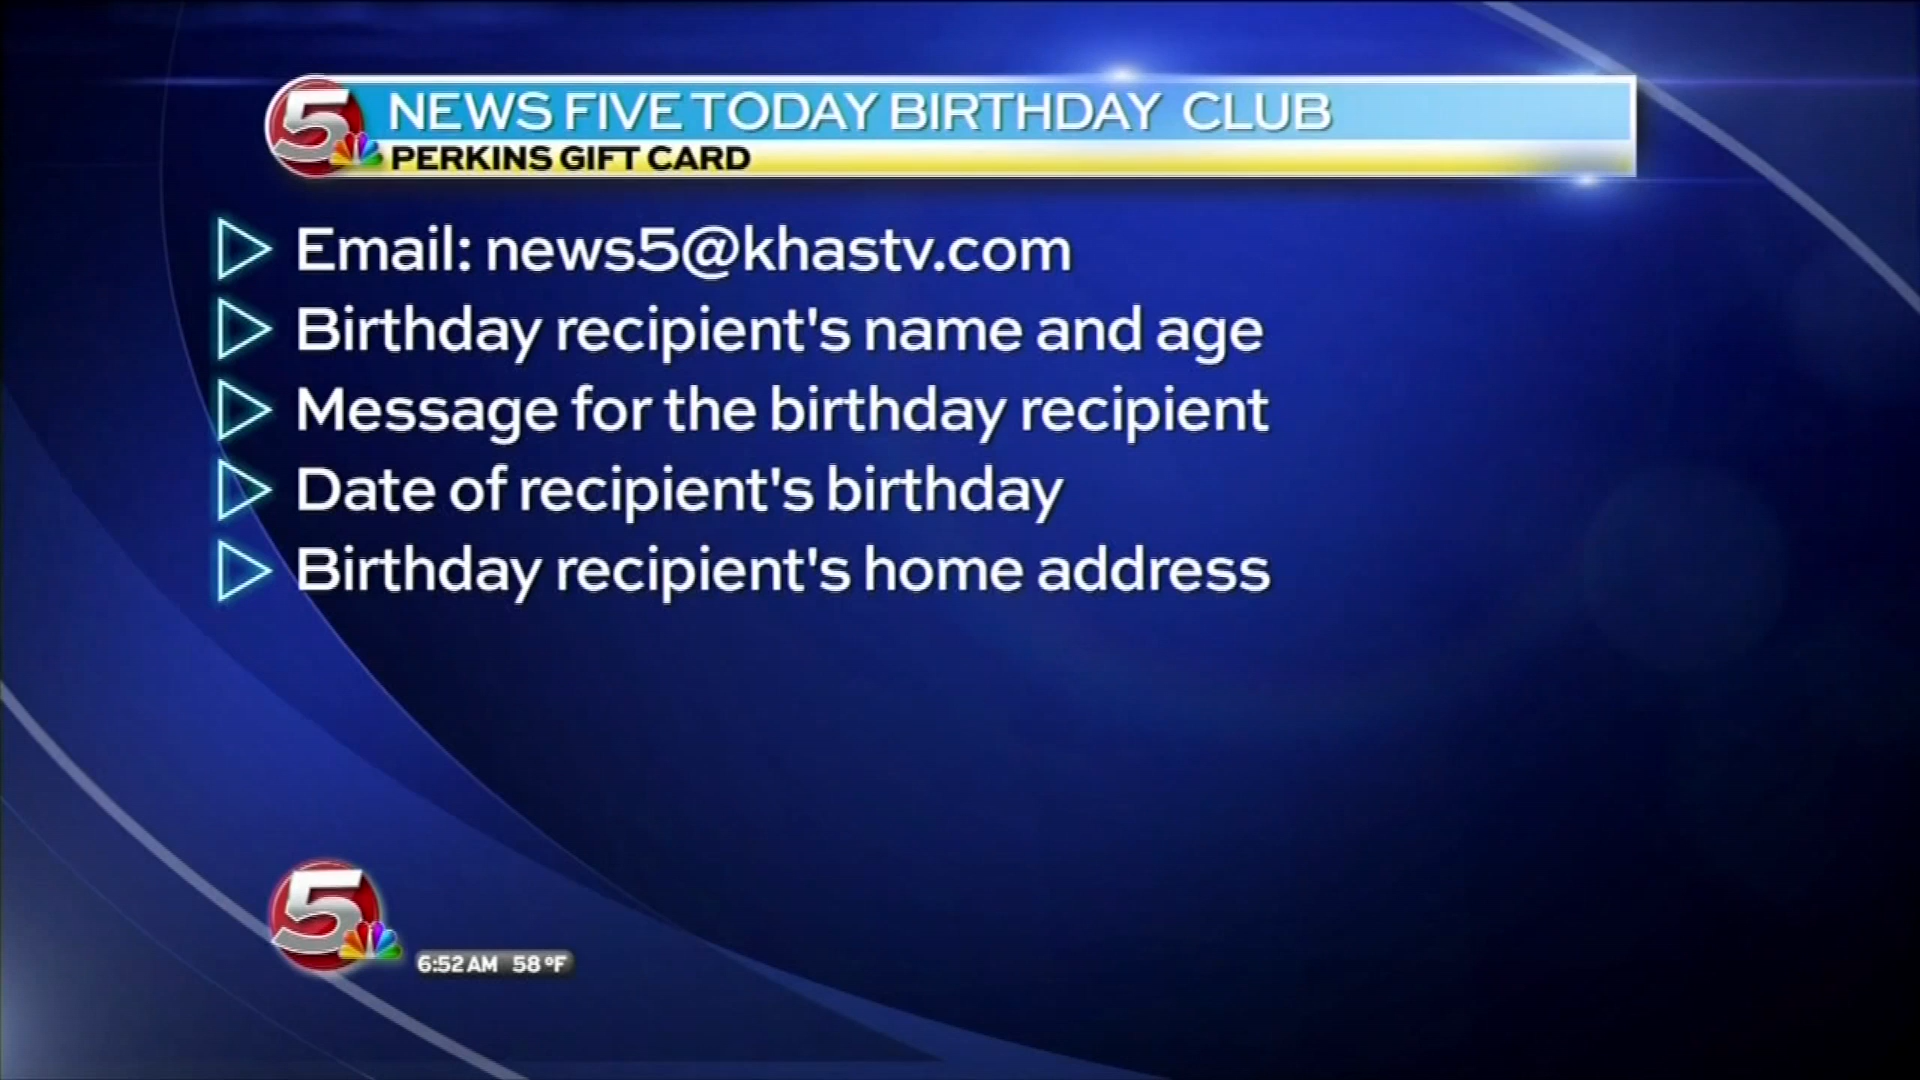 5 NEWS FIVE TODAY BIRTHDAY CLUB
PERKINS GIFT CARD
Email: news5@khastv.com
Birthday recipient's name and age
Message for the birthday recipient
Date of recipient's birthday
Birthday recipient's home address
5
6:52 AM 58 °F